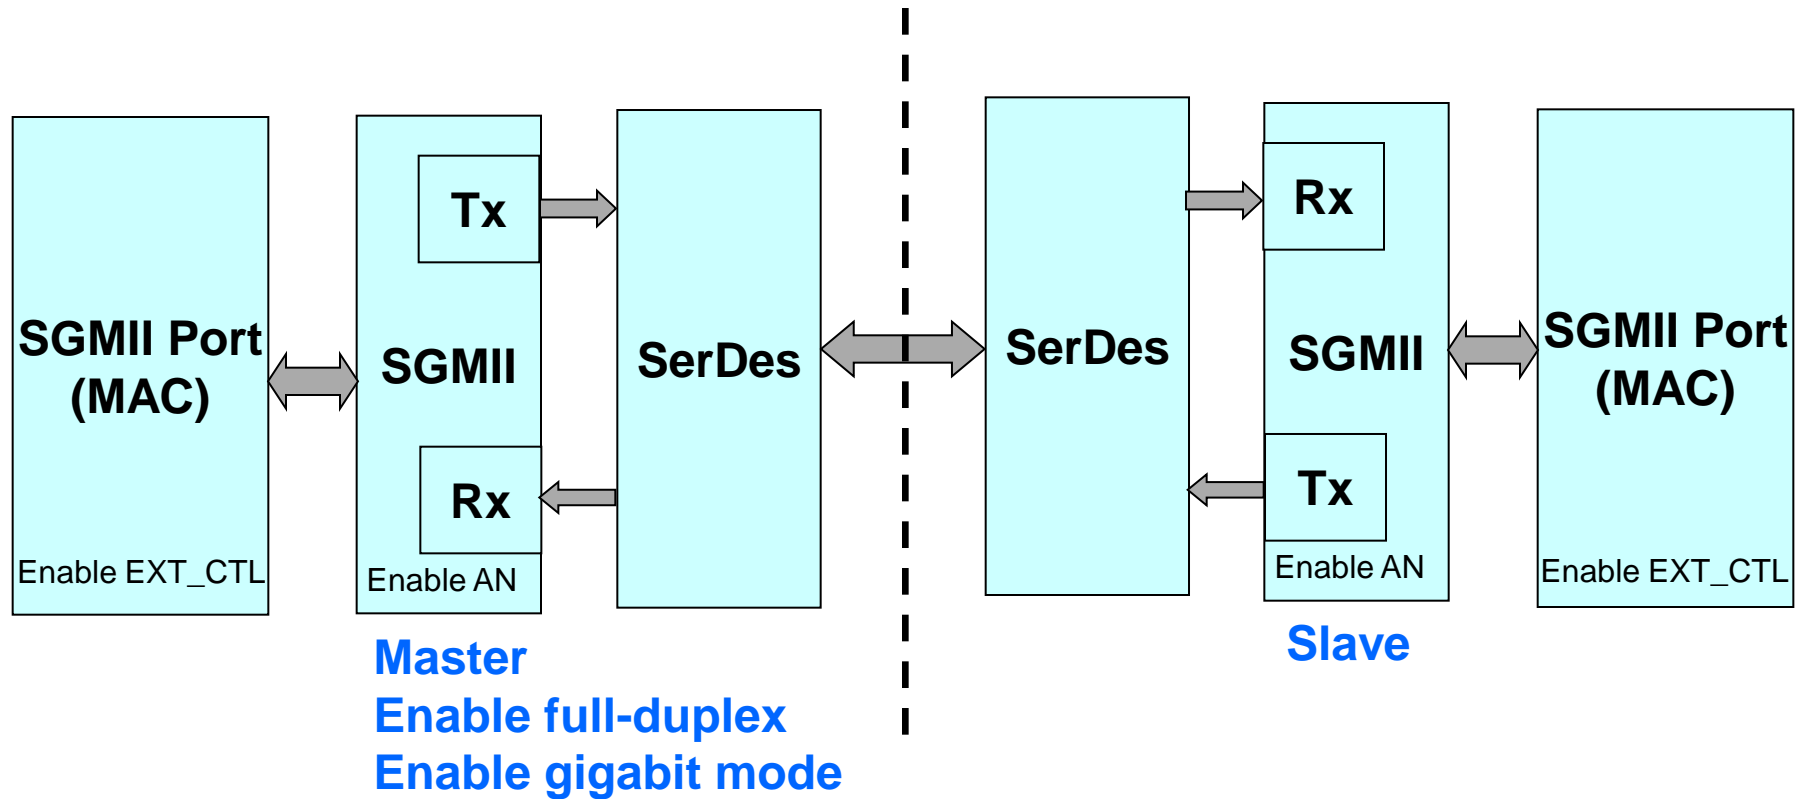 SGMII Port
(MAC)
Enable EXT_CTL
Tx
SGMII
Rx
Enable AN
SerDes
Master
Enable full-duplex
Enable gigabit mode
SerDes
Rx
SGMII
Tx
Enable AN
Slave
SGMII Port
(MAC)
Enable EXT_CTL